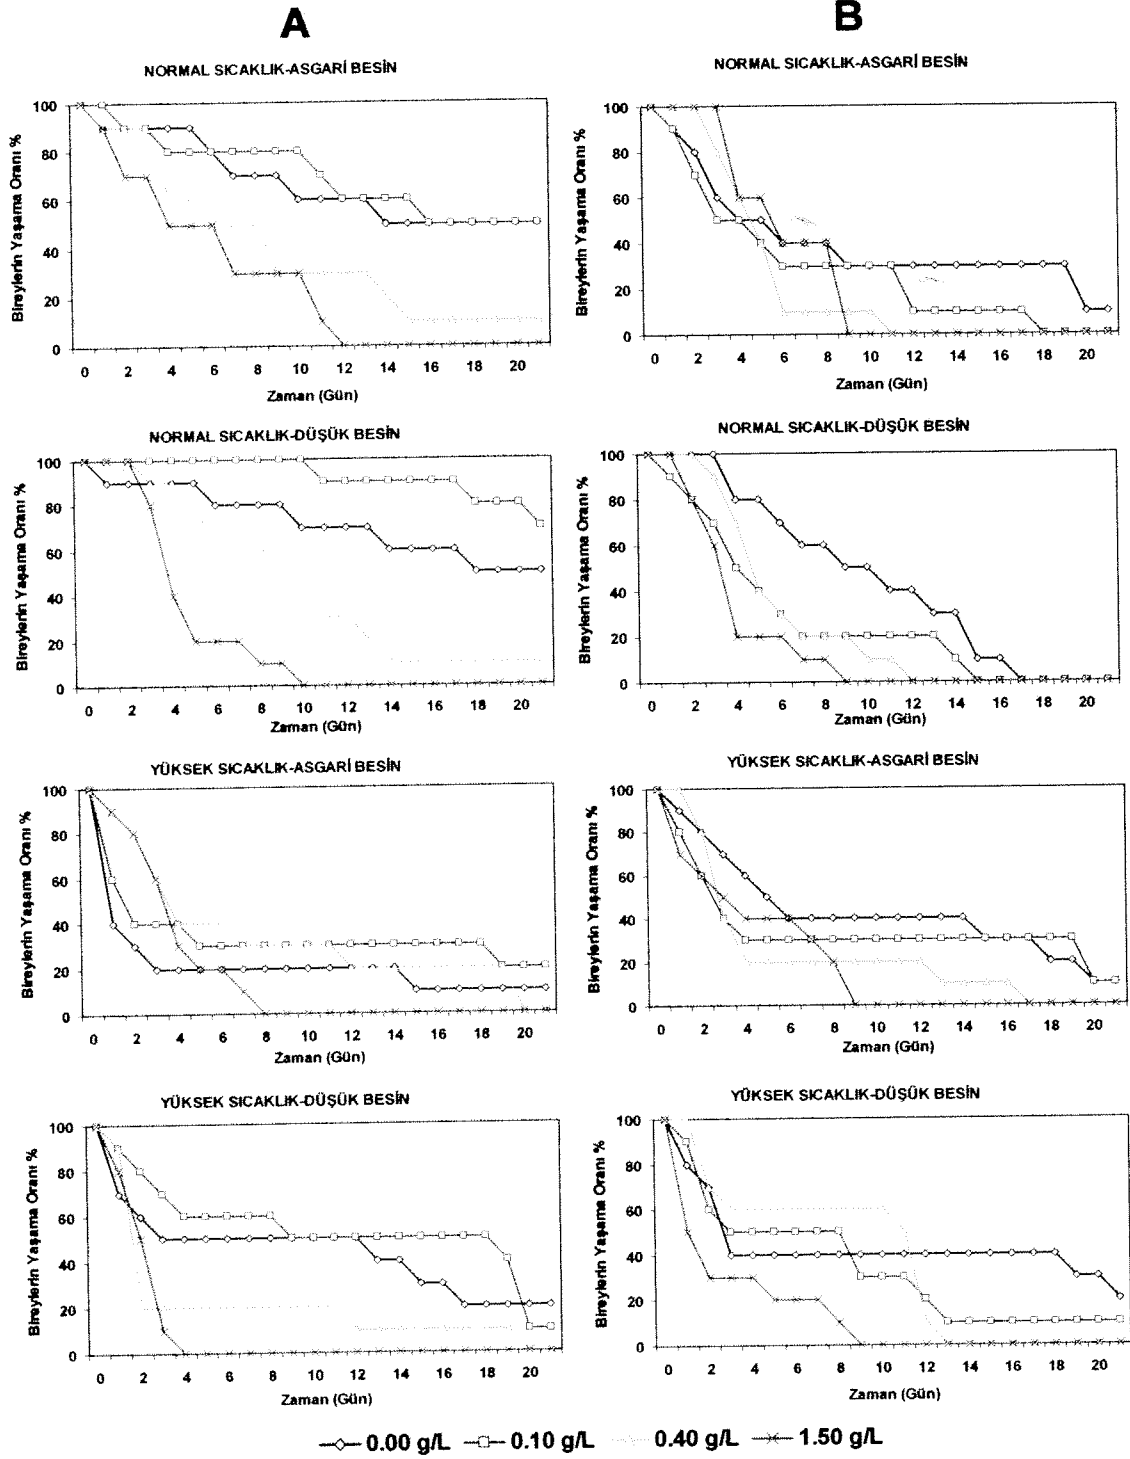 A
B
NORMAL SICAKLIK-ASGARİ BESİN
Bireylerin Yaşama Oranı %
100
80
60
40
20
0
0 2 4 6 8 10 12 14 16 18 20
Zaman (Gün)
NORMAL SICAKLIK-ASGARİ BESİN
Bireylerin Yaşama Oranı %
100
80
60
40
20
0
0 2 4 6 8 10 12 14 16 18 20
Zaman (Gün)
NORMAL SICAKLIK-DÜŞÜK BESİN
Bireylerin Yaşama Oranı %
100
80
60
40
20
0
0 2 4 6 8 10 12 14 16 18 20
Zaman (Gün)
NORMAL SICAKLIK-DÜŞÜK BESİN
Bireylerin Yaşama Oranı %
100
80
60
40
20
0
0 2 4 6 8 10 12 14 16 18 20
Zaman (Gün)
YÜKSEK SICAKLIK-ASGARİ BESİN
Bireylerin Yaşama Oranı %
100
80
60
40
20
0
0 2 4 6 8 10 12 14 16 18 20
Zaman (Gün)
YÜKSEK SICAKLIK-ASGARİ BESİN
Bireylerin Yaşama Oranı %
100
80
60
40
20
0
0 2 4 6 8 10 12 14 16 18 20
Zaman (Gün)
YÜKSEK SICAKLIK-DÜŞÜK BESİN
Bireylerin Yaşama Oranı %
100
80
60
40
20
0
0 2 4 6 8 10 12 14 16 18 20
Zaman (Gün)
YÜKSEK SICAKLIK-DÜŞÜK BESİN
Bireylerin Yaşama Oranı %
100
80
60
40
20
0
0 2 4 6 8 10 12 14 16 18 20
Zaman (Gün)
0.00 g/L 0.10 g/L 0.40 g/L 1.50 g/L